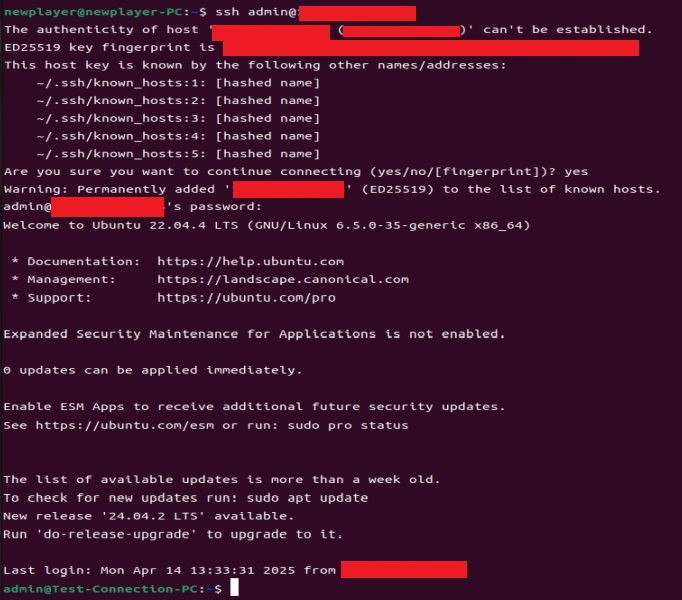 newplayer@newplayer-PC:~$ ssh admin@
The authenticity of host ' ( )' can't be established.
ED25519 key fingerprint is
This host key is known by the following other names/addresses:
    ~/.ssh/known_hosts:1: [hashed name]
    ~/.ssh/known_hosts:2: [hashed name]
    ~/.ssh/known_hosts:3: [hashed name]
    ~/.ssh/known_hosts:4: [hashed name]
    ~/.ssh/known_hosts:5: [hashed name]
Are you sure you want to continue connecting (yes/no/[fingerprint])? yes
Warning: Permanently added ' ' (ED25519) to the list of known hosts.
admin@ 's password:
Welcome to Ubuntu 22.04.4 LTS (GNU/Linux 6.5.0-35-generic x86_64)
 * Documentation:  https://help.ubuntu.com
 * Management:     https://landscape.canonical.com
 * Support:        https://ubuntu.com/pro
Expanded Security Maintenance for Applications is not enabled.
0 updates can be applied immediately.
Enable ESM Apps to receive additional future security updates.
See https://ubuntu.com/esm or run: sudo pro status
The list of available updates is more than a week old.
To check for new updates run: sudo apt update
New release '24.04.2 LTS' available.
Run 'do-release-upgrade' to upgrade to it.
Last login: Mon Apr 14 13:33:31 2025 from
admin@Test-Connection-PC:~$